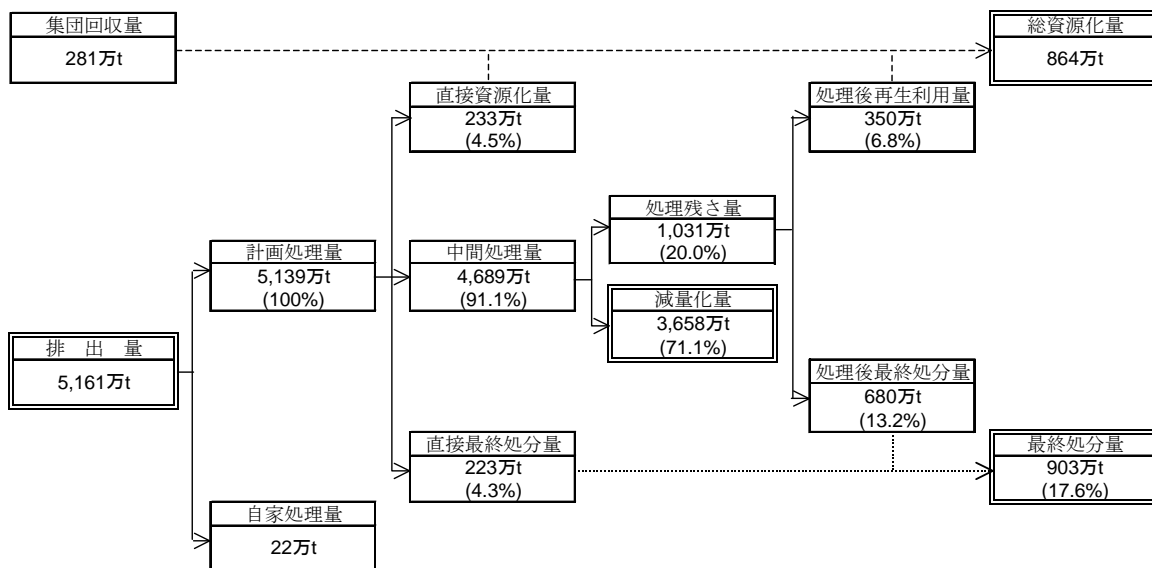 集団回収量
281万t
総資源化量
864万t
直接資源化量
233万t
(4.5%)
処理後再生利用量
350万t
(6.8%)
処理残さ量
1,031万t
(20.0%)
計画処理量
5,139万t
(100%)
中間処理量
4,689万t
(91.1%)
減量化量
3,658万t
(71.1%)
排 出 量
5,161万t
処理後最終処分量
680万t
(13.2%)
直接最終処分量
223万t
(4.3%)
最終処分量
903万t
(17.6%)
自家処理量
22万t